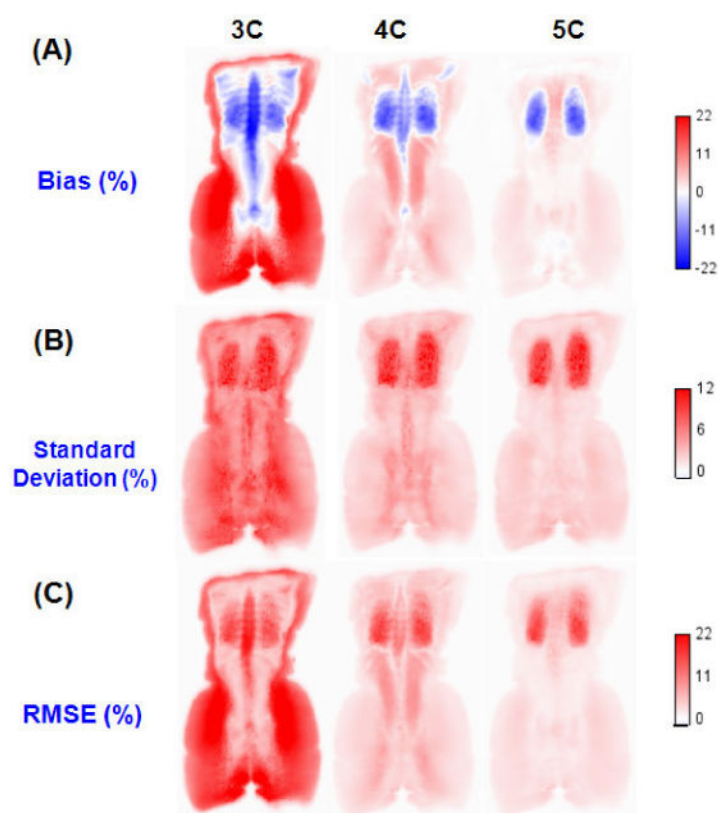 3C 4C 5C
(A)
Bias (%)
22
11
0
-11
-22
(B)
Standard
Deviation (%)
12
6
0
(C)
RMSE (%)
22
11
0